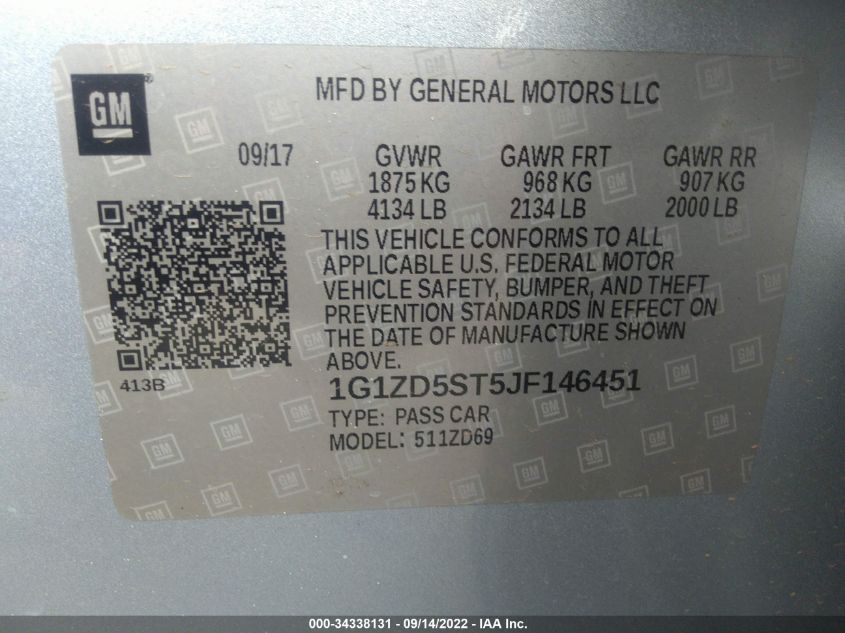 GM ®
MFD BY GENERAL MOTORS LLC
09/17 GVWR GAWR FRT GAWR RR
1875 KG 968 KG 907 KG
4134 LB 2134 LB 2000 LB
THIS VEHICLE CONFORMS TO ALL
APPLICABLE U.S. FEDERAL MOTOR
VEHICLE SAFETY, BUMPER, AND THEFT
PREVENTION STANDARDS IN EFFECT ON
THE DATE OF MANUFACTURE SHOWN
ABOVE.
413B
1G1ZD5ST5JF146451
TYPE: PASS CAR
MODEL: 511ZD69
000-34338131 - 09/14/2022 - IAA Inc.